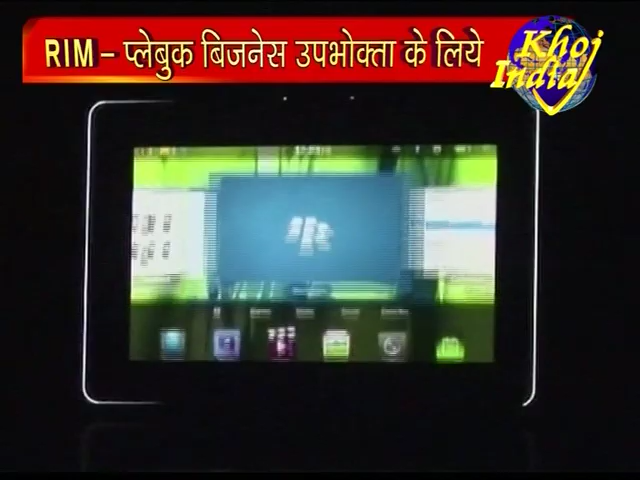 RIM – प्लेबुक बिजनेस उपभोक्ता के लिये
Khoj
India